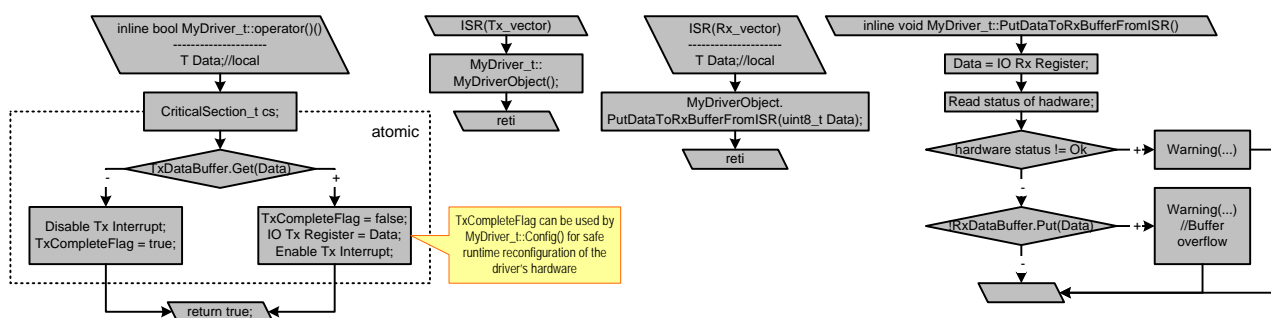 inline bool MyDriver_t::operator()()
---------------------
T Data;//local
CriticalSection_t cs;
atomic
TxDataBuffer.Get(Data)
-
+
Disable Tx Interrupt;
TxCompleteFlag = true;
TxCompleteFlag = false;
IO Tx Register = Data;
Enable Tx Interrupt;
TxCompleteFlag can be used by
MyDriver_t::Config() for safe
runtime reconfiguration of the
driver's hardware
return true;
ISR(Tx_vector)
MyDriver_t::
MyDriverObject();
reti
ISR(Rx_vector)
---------------------
T Data;//local
MyDriverObject.
PutDataToRxBufferFromISR(uint8_t Data);
reti
inline void MyDriver_t::PutDataToRxBufferFromISR()
Data = IO Rx Register;
Read status of hadware;
hardware status != Ok
+
Warning(...)
-
!RxDataBuffer.Put(Data)
+
Warning(...)
//Buffer
overflow
-